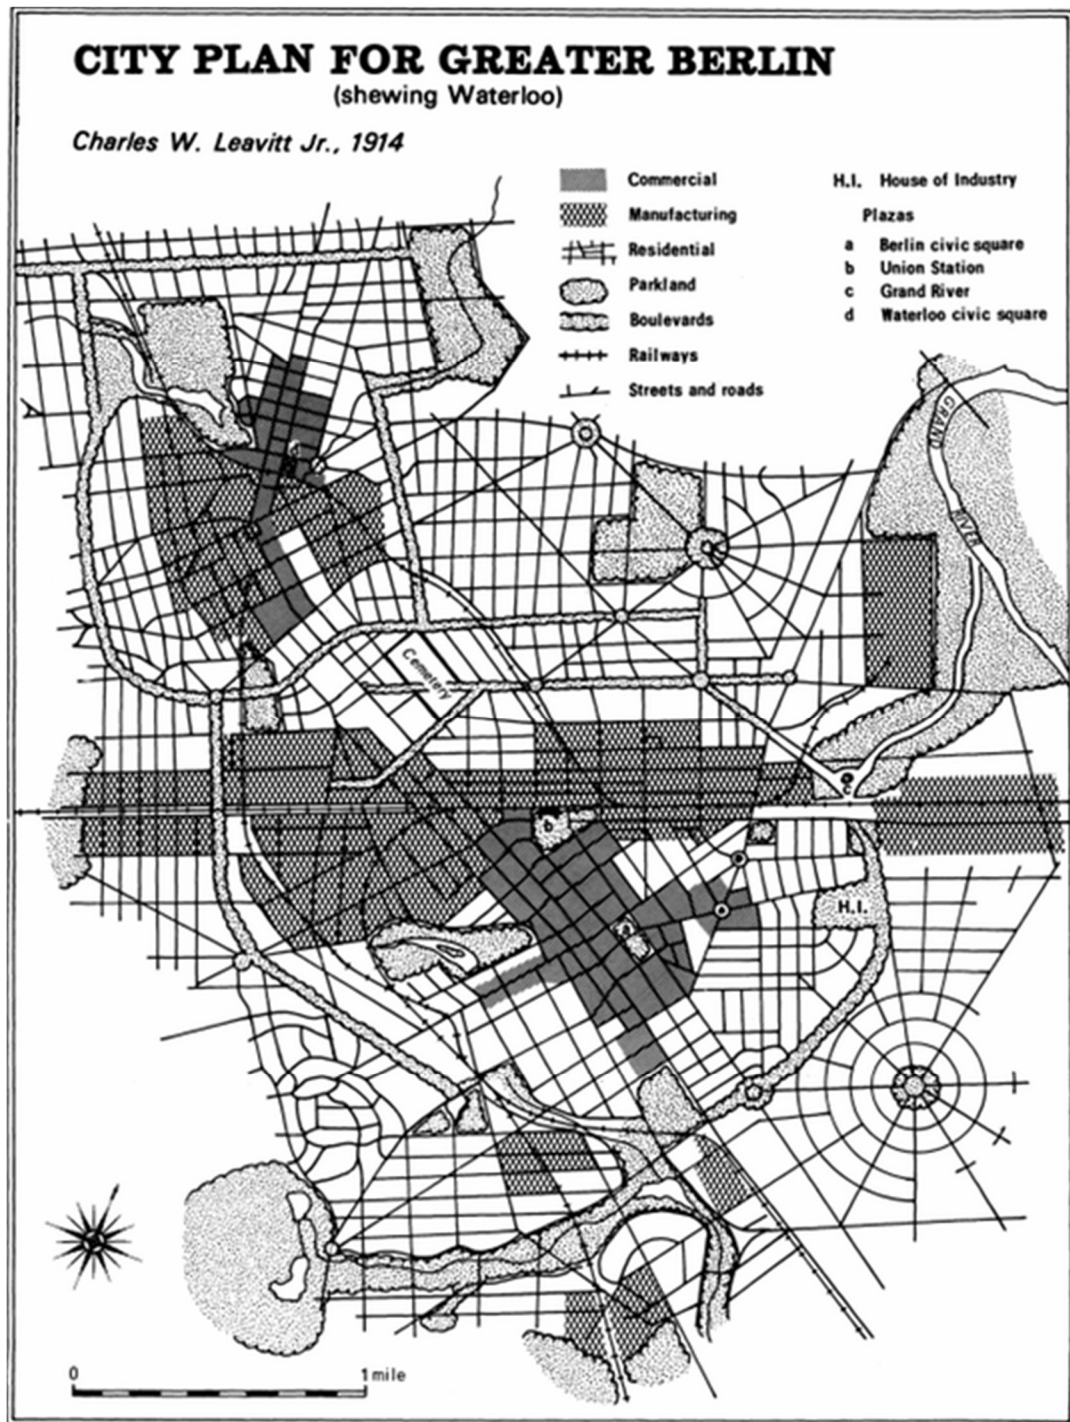 CITY PLAN FOR GREATER BERLIN
(shewing Waterloo)
Charles W. Leavitt Jr., 1914
Commercial
Manufacturing
Residential
Parkland
Boulevards
Railways
Streets and roads
H.I. House of Industry
Plazas
a Berlin civic square
b Union Station
c Grand River
d Waterloo civic square
GRAND
RIVER
d
Cemetery
c
b
a
H.I.
0 1 mile